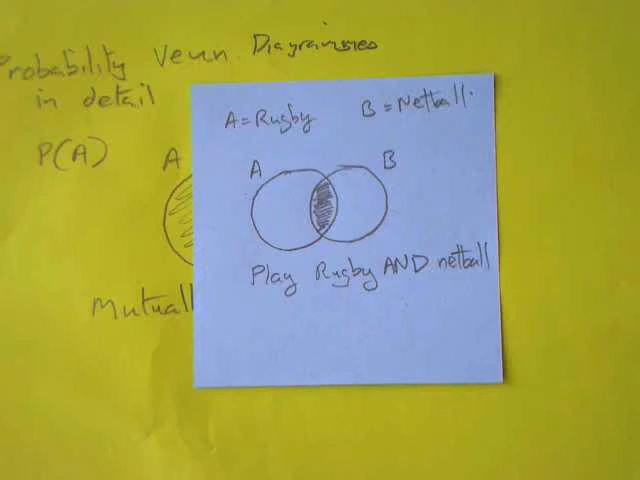 Probability Venn Diagrams
in detail
P(A) A
A = Rugby B = Netball.
A B
Play Rugby AND netball
Mutuall